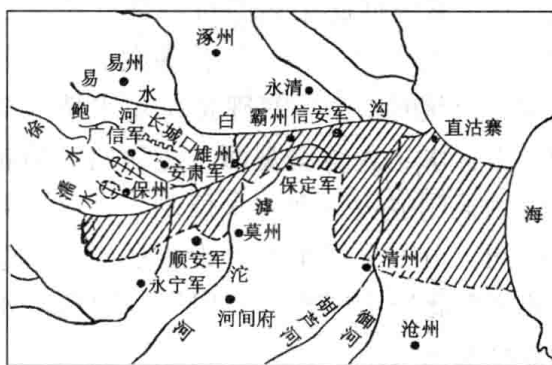 涿州
易州
易水
永清
鲍河
白沟
长城口
霸州
信安军
直沽寨
徐水
广信军
安肃军
雄州
保州
保定军
海
滹沱河
莫州
顺安军
清州
永宁军
河间府
胡芦河
御河
沧州